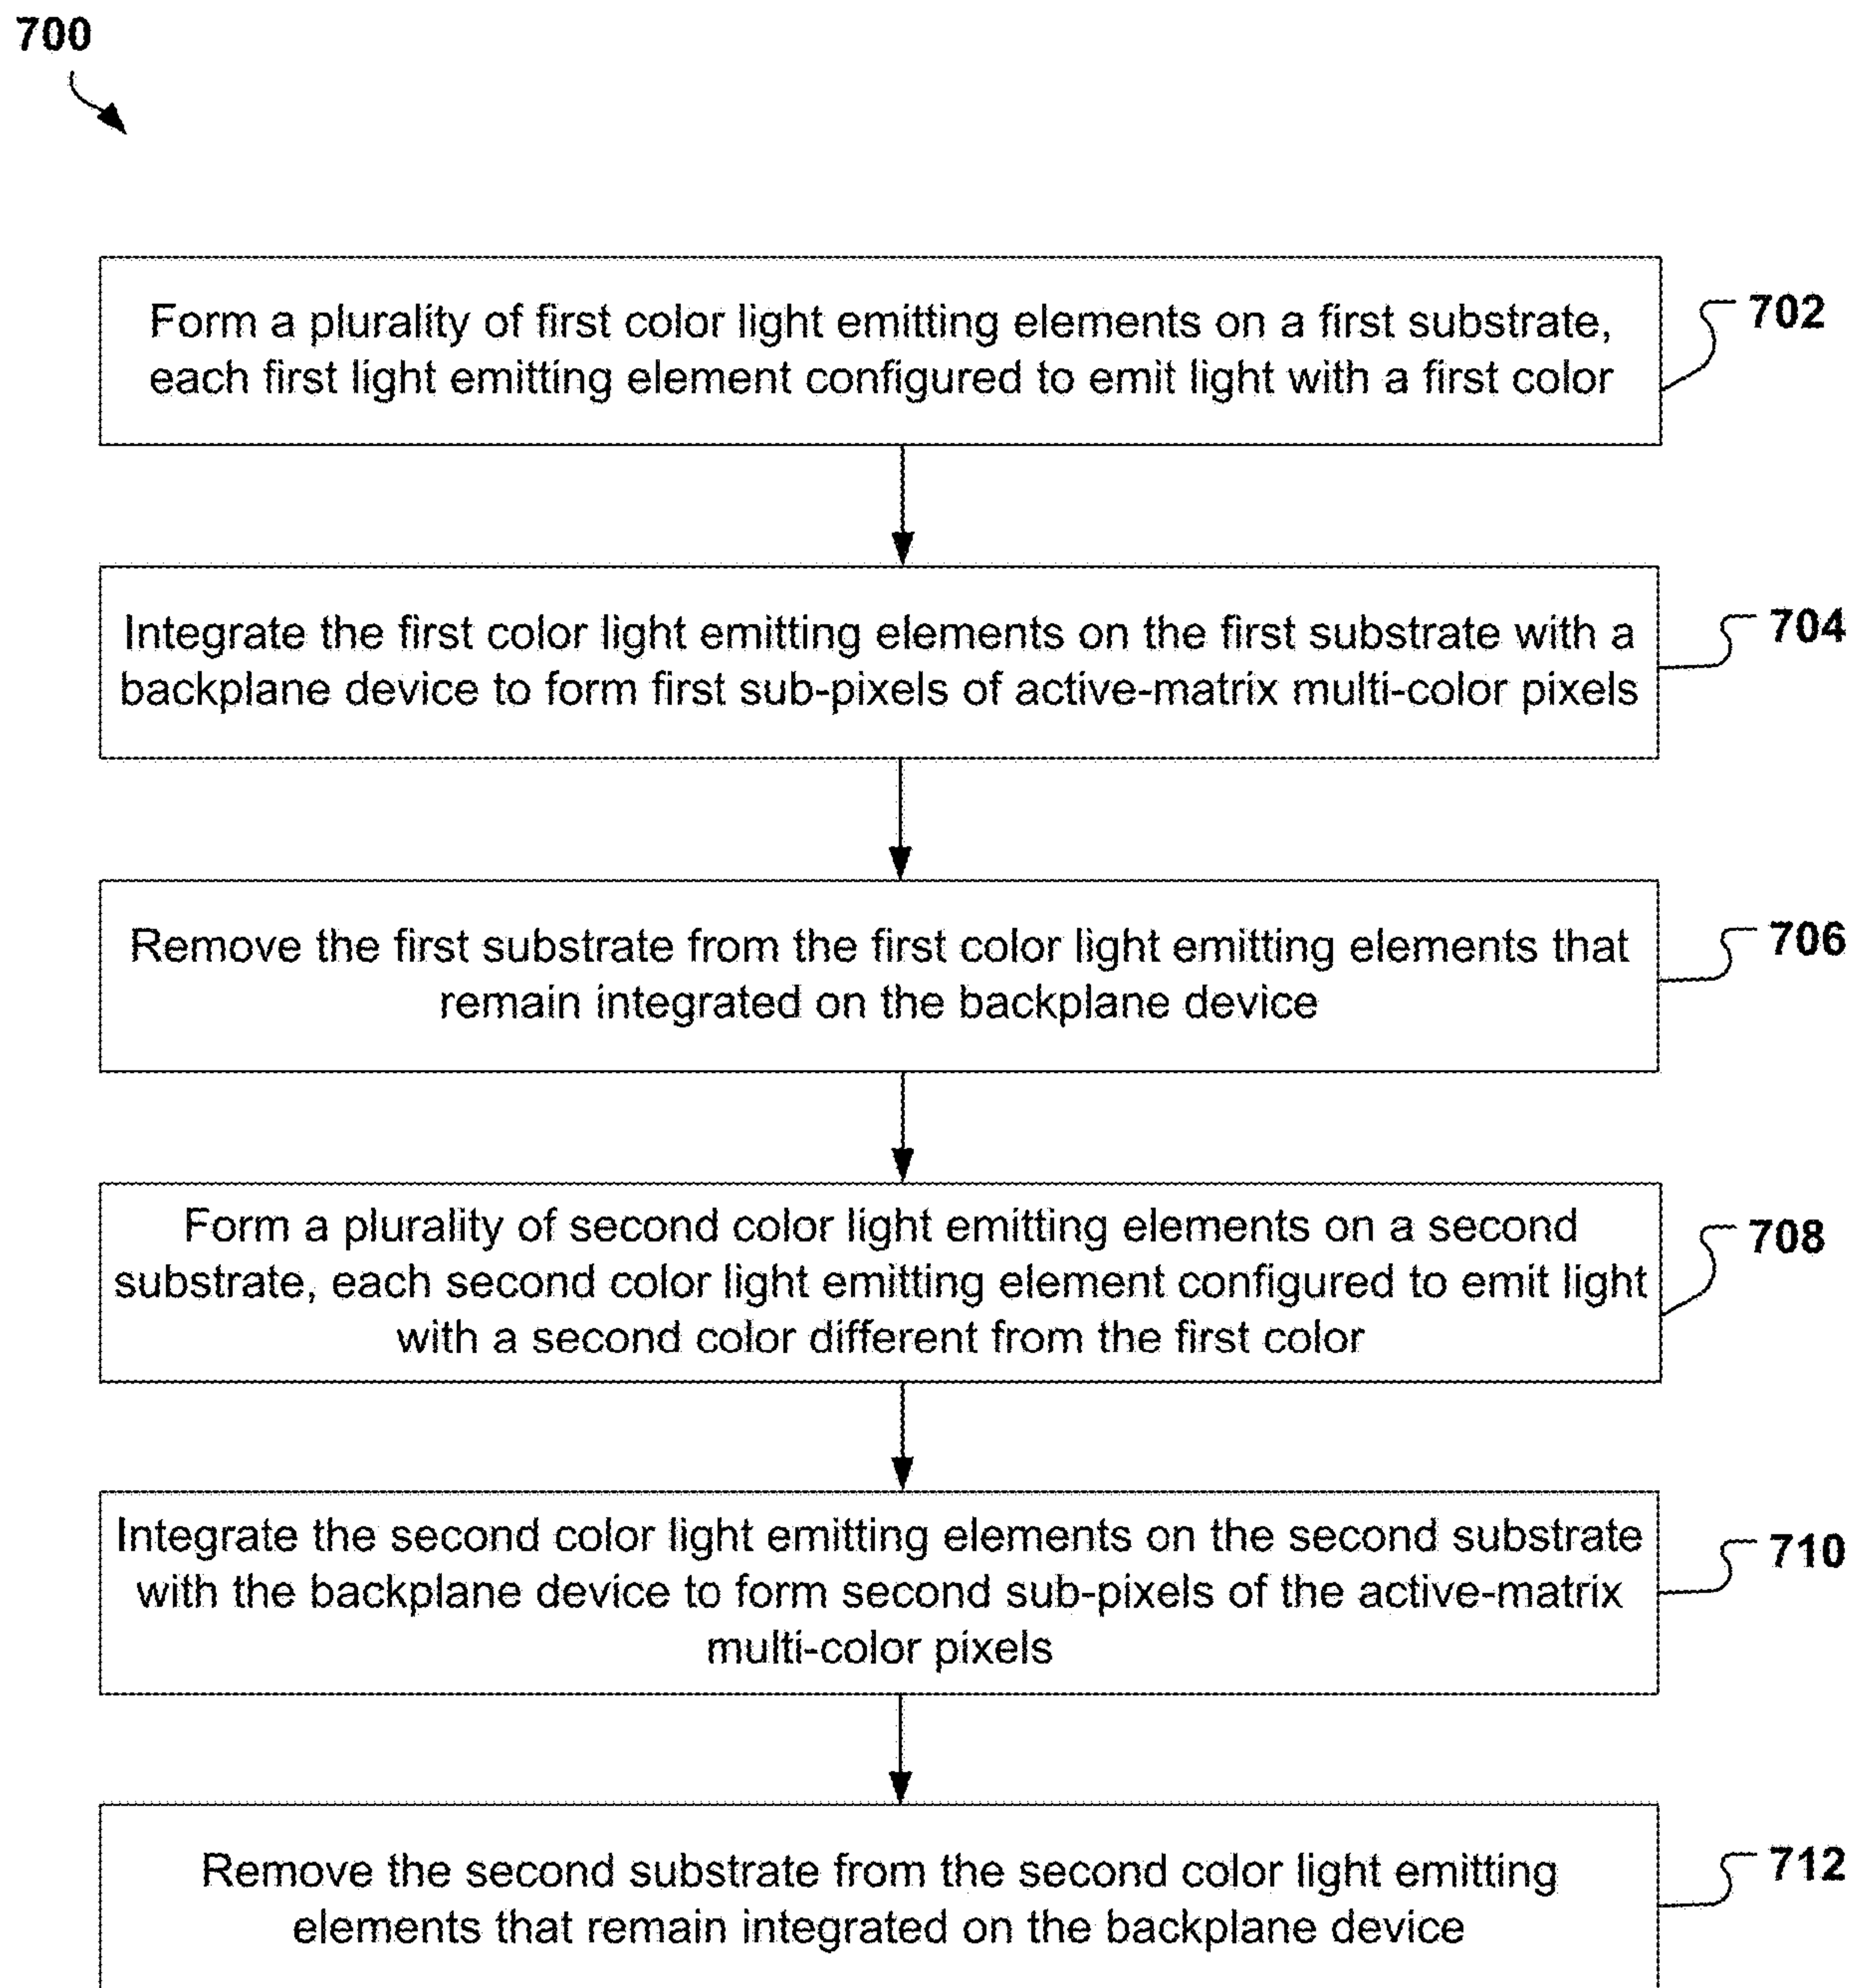 700
Form a plurality of first color light emitting elements on a first substrate,
each first light emitting element configured to emit light with a first color
702
Integrate the first color light emitting elements on the first substrate with a
backplane device to form first sub-pixels of active-matrix multi-color pixels
704
Remove the first substrate from the first color light emitting elements that
remain integrated on the backplane device
706
Form a plurality of second color light emitting elements on a second
substrate, each second color light emitting element configured to emit light
with a second color different from the first color
708
Integrate the second color light emitting elements on the second substrate
with the backplane device to form second sub-pixels of the active-matrix
multi-color pixels
710
Remove the second substrate from the second color light emitting
elements that remain integrated on the backplane device
712